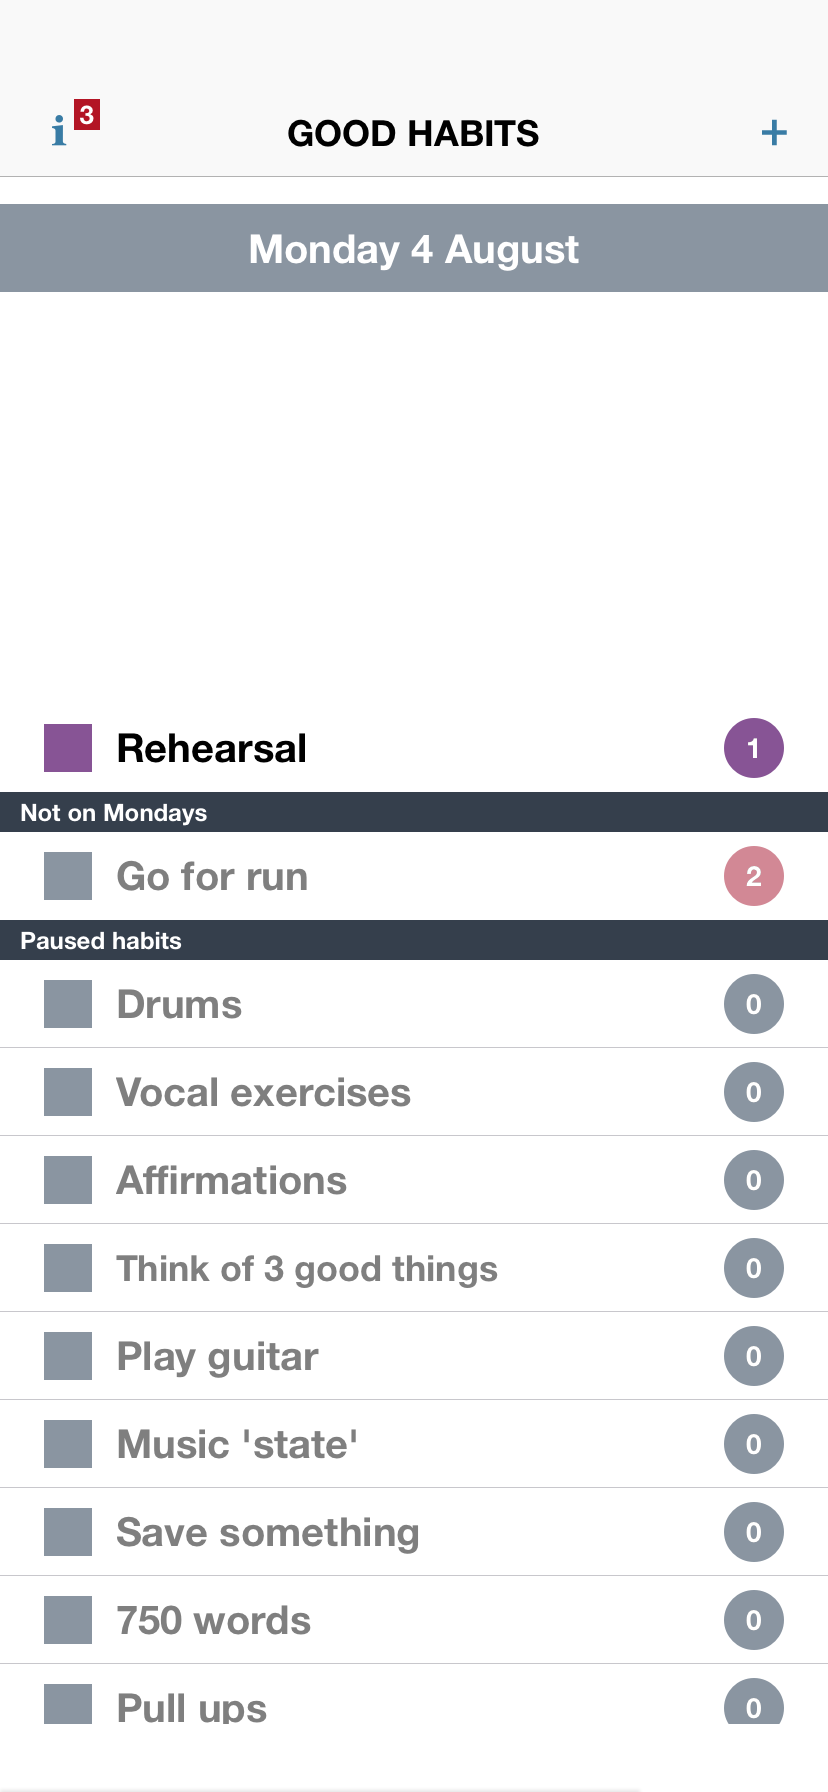 i 3
GOOD HABITS
+
Monday 4 August
Rehearsal 1
Not on Mondays
Go for run 2
Paused habits
Drums 0
Vocal exercises 0
Affirmations 0
Think of 3 good things 0
Play guitar 0
Music 'state' 0
Save something 0
750 words 0
Pull ups 0